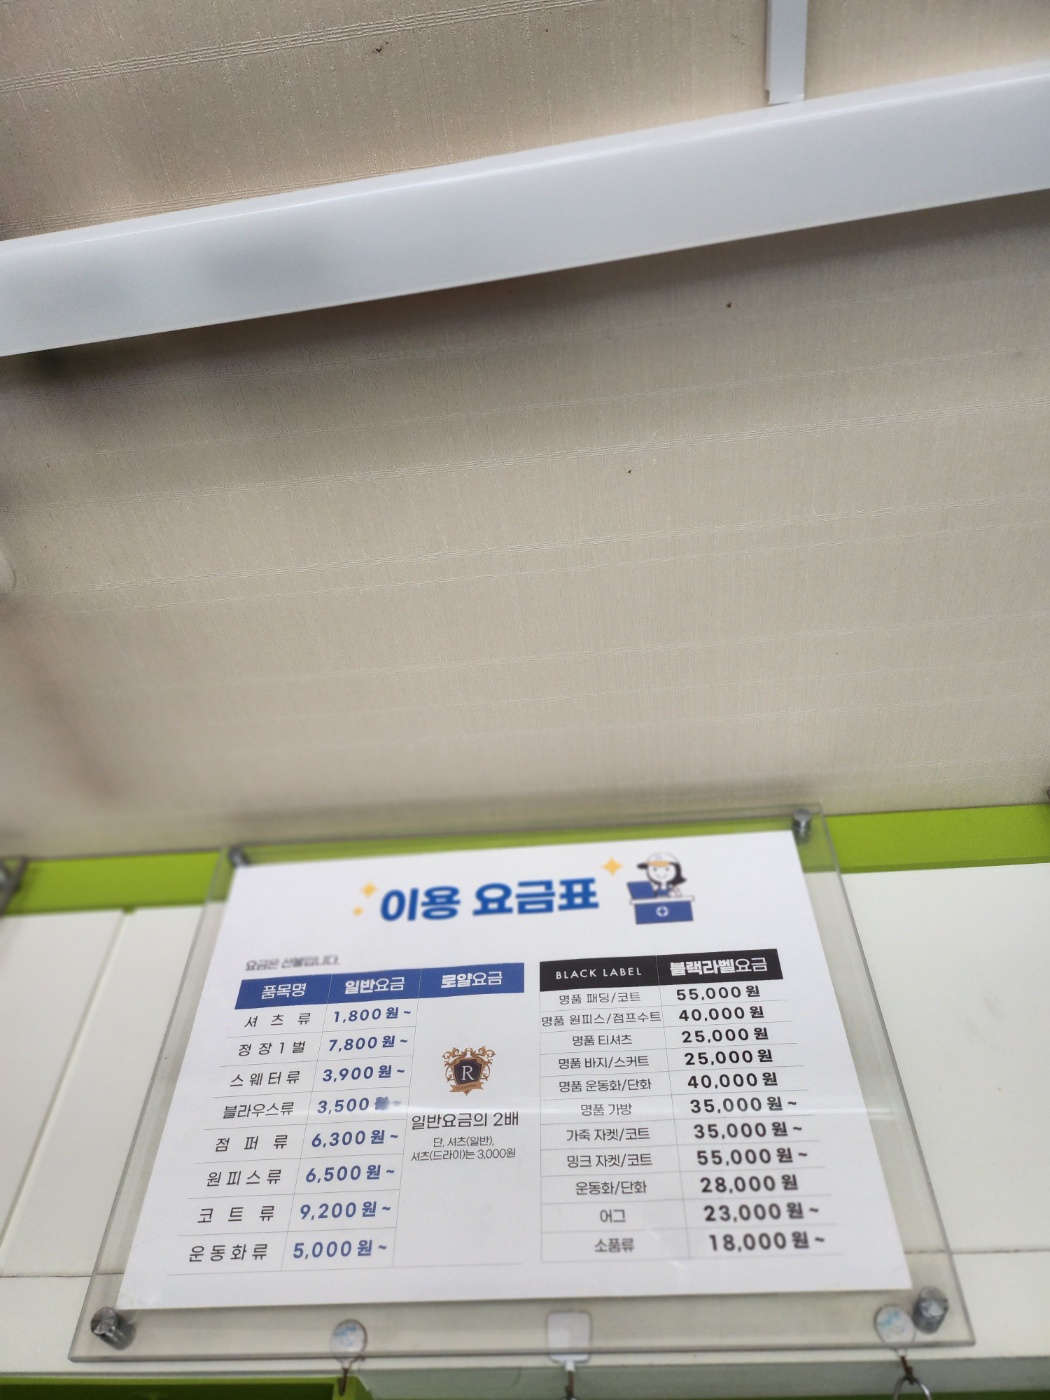 이용 요금표
요금은 선불입니다.
품목명 일반요금 로얄요금
셔 츠 류 1,800원~
정장1벌 7,800원~
스웨터류 3,900원~
블라우스류 3,500원~
점 퍼 류 6,300원~
원피스류 6,500원~
코 트 류 9,200원~
운동화류 5,000원~
R
일반요금의 2배
단, 셔츠(일반),
셔츠(드라이)는 3,000원
BLACK LABEL 블랙라벨요금
명품 패딩/코트 55,000원
명품 원피스/점프수트 40,000원
명품 티셔츠 25,000원
명품 바지/스커트 25,000원
명품 운동화/단화 40,000원
명품 가방 35,000원~
가죽 자켓/코트 35,000원~
밍크 자켓/코트 55,000원~
운동화/단화 28,000원
어그 23,000원~
소품류 18,000원~